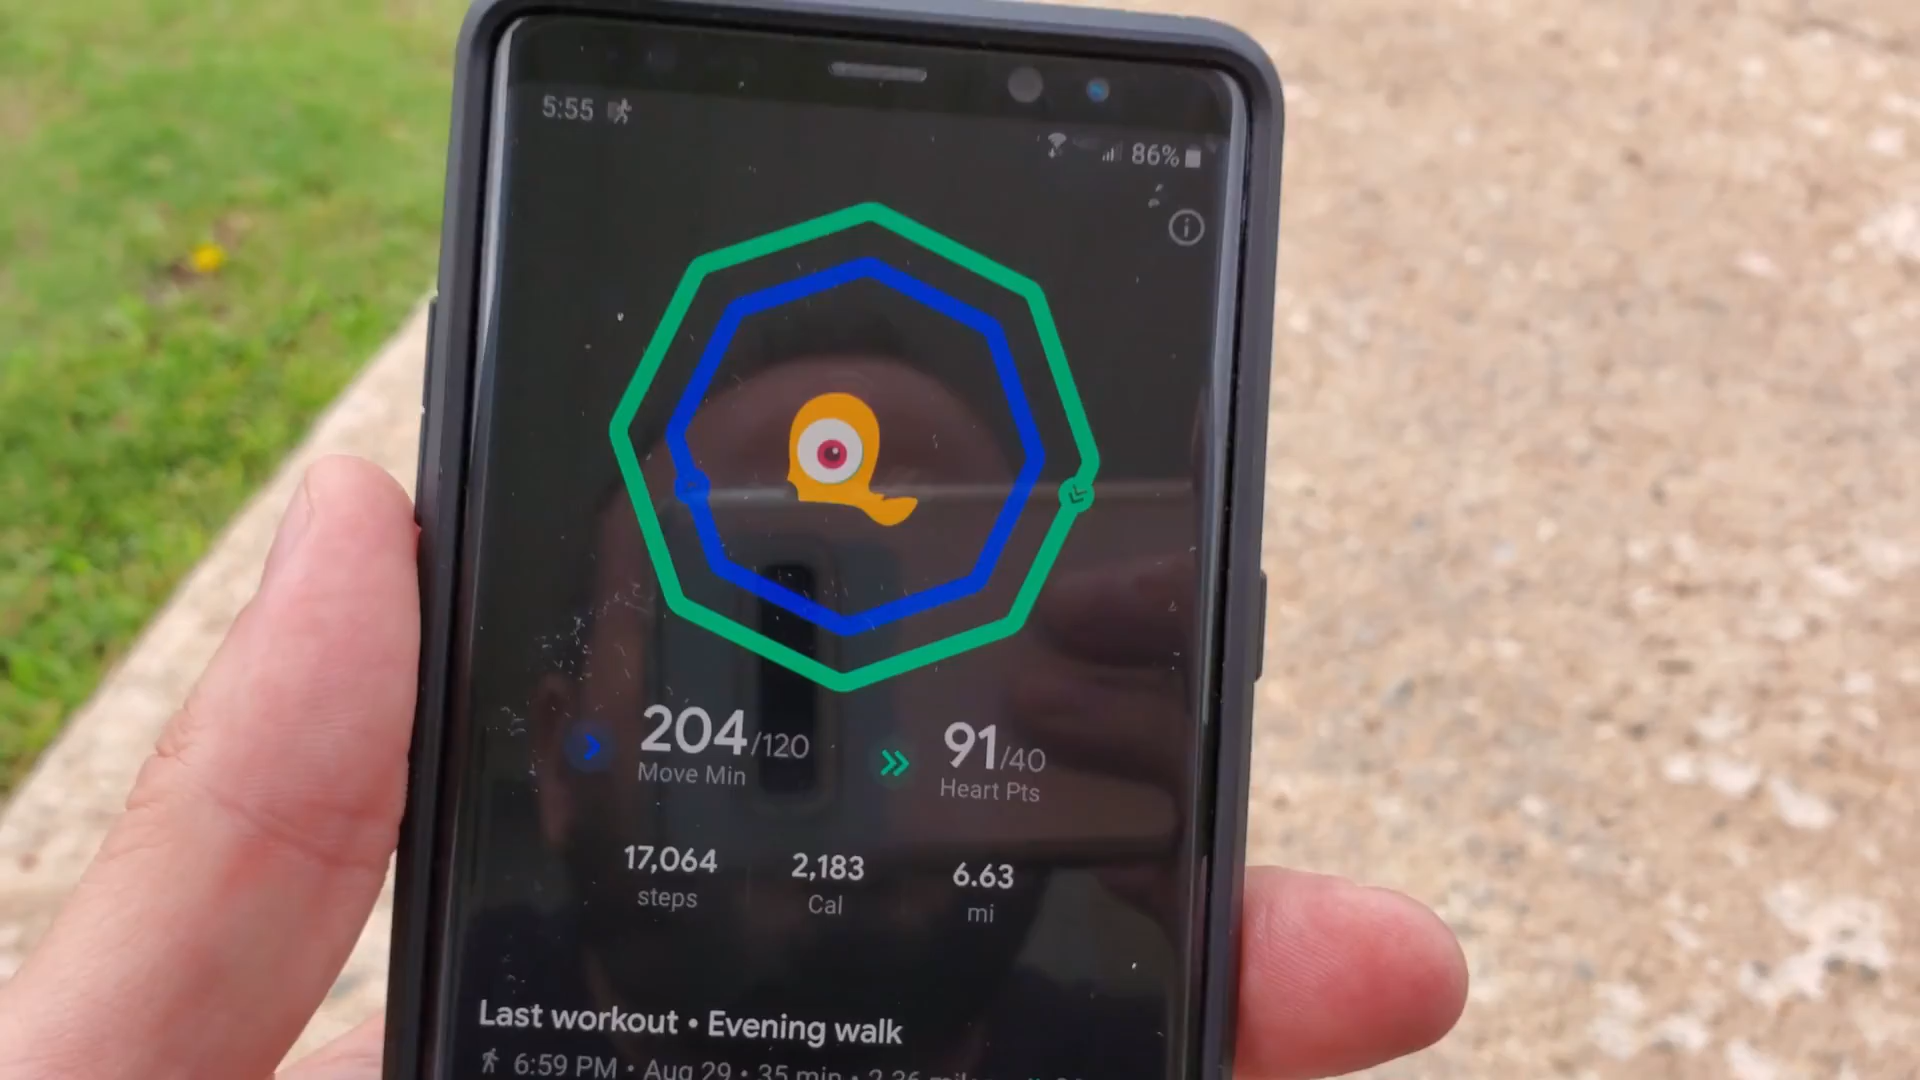 5:55 86%
204/120
Move Min
91/40
Heart Pts
17,064
steps
2,183
Cal
6.63
mi
Last workout • Evening walk
6:59 PM • Aug 29 • 35 min •